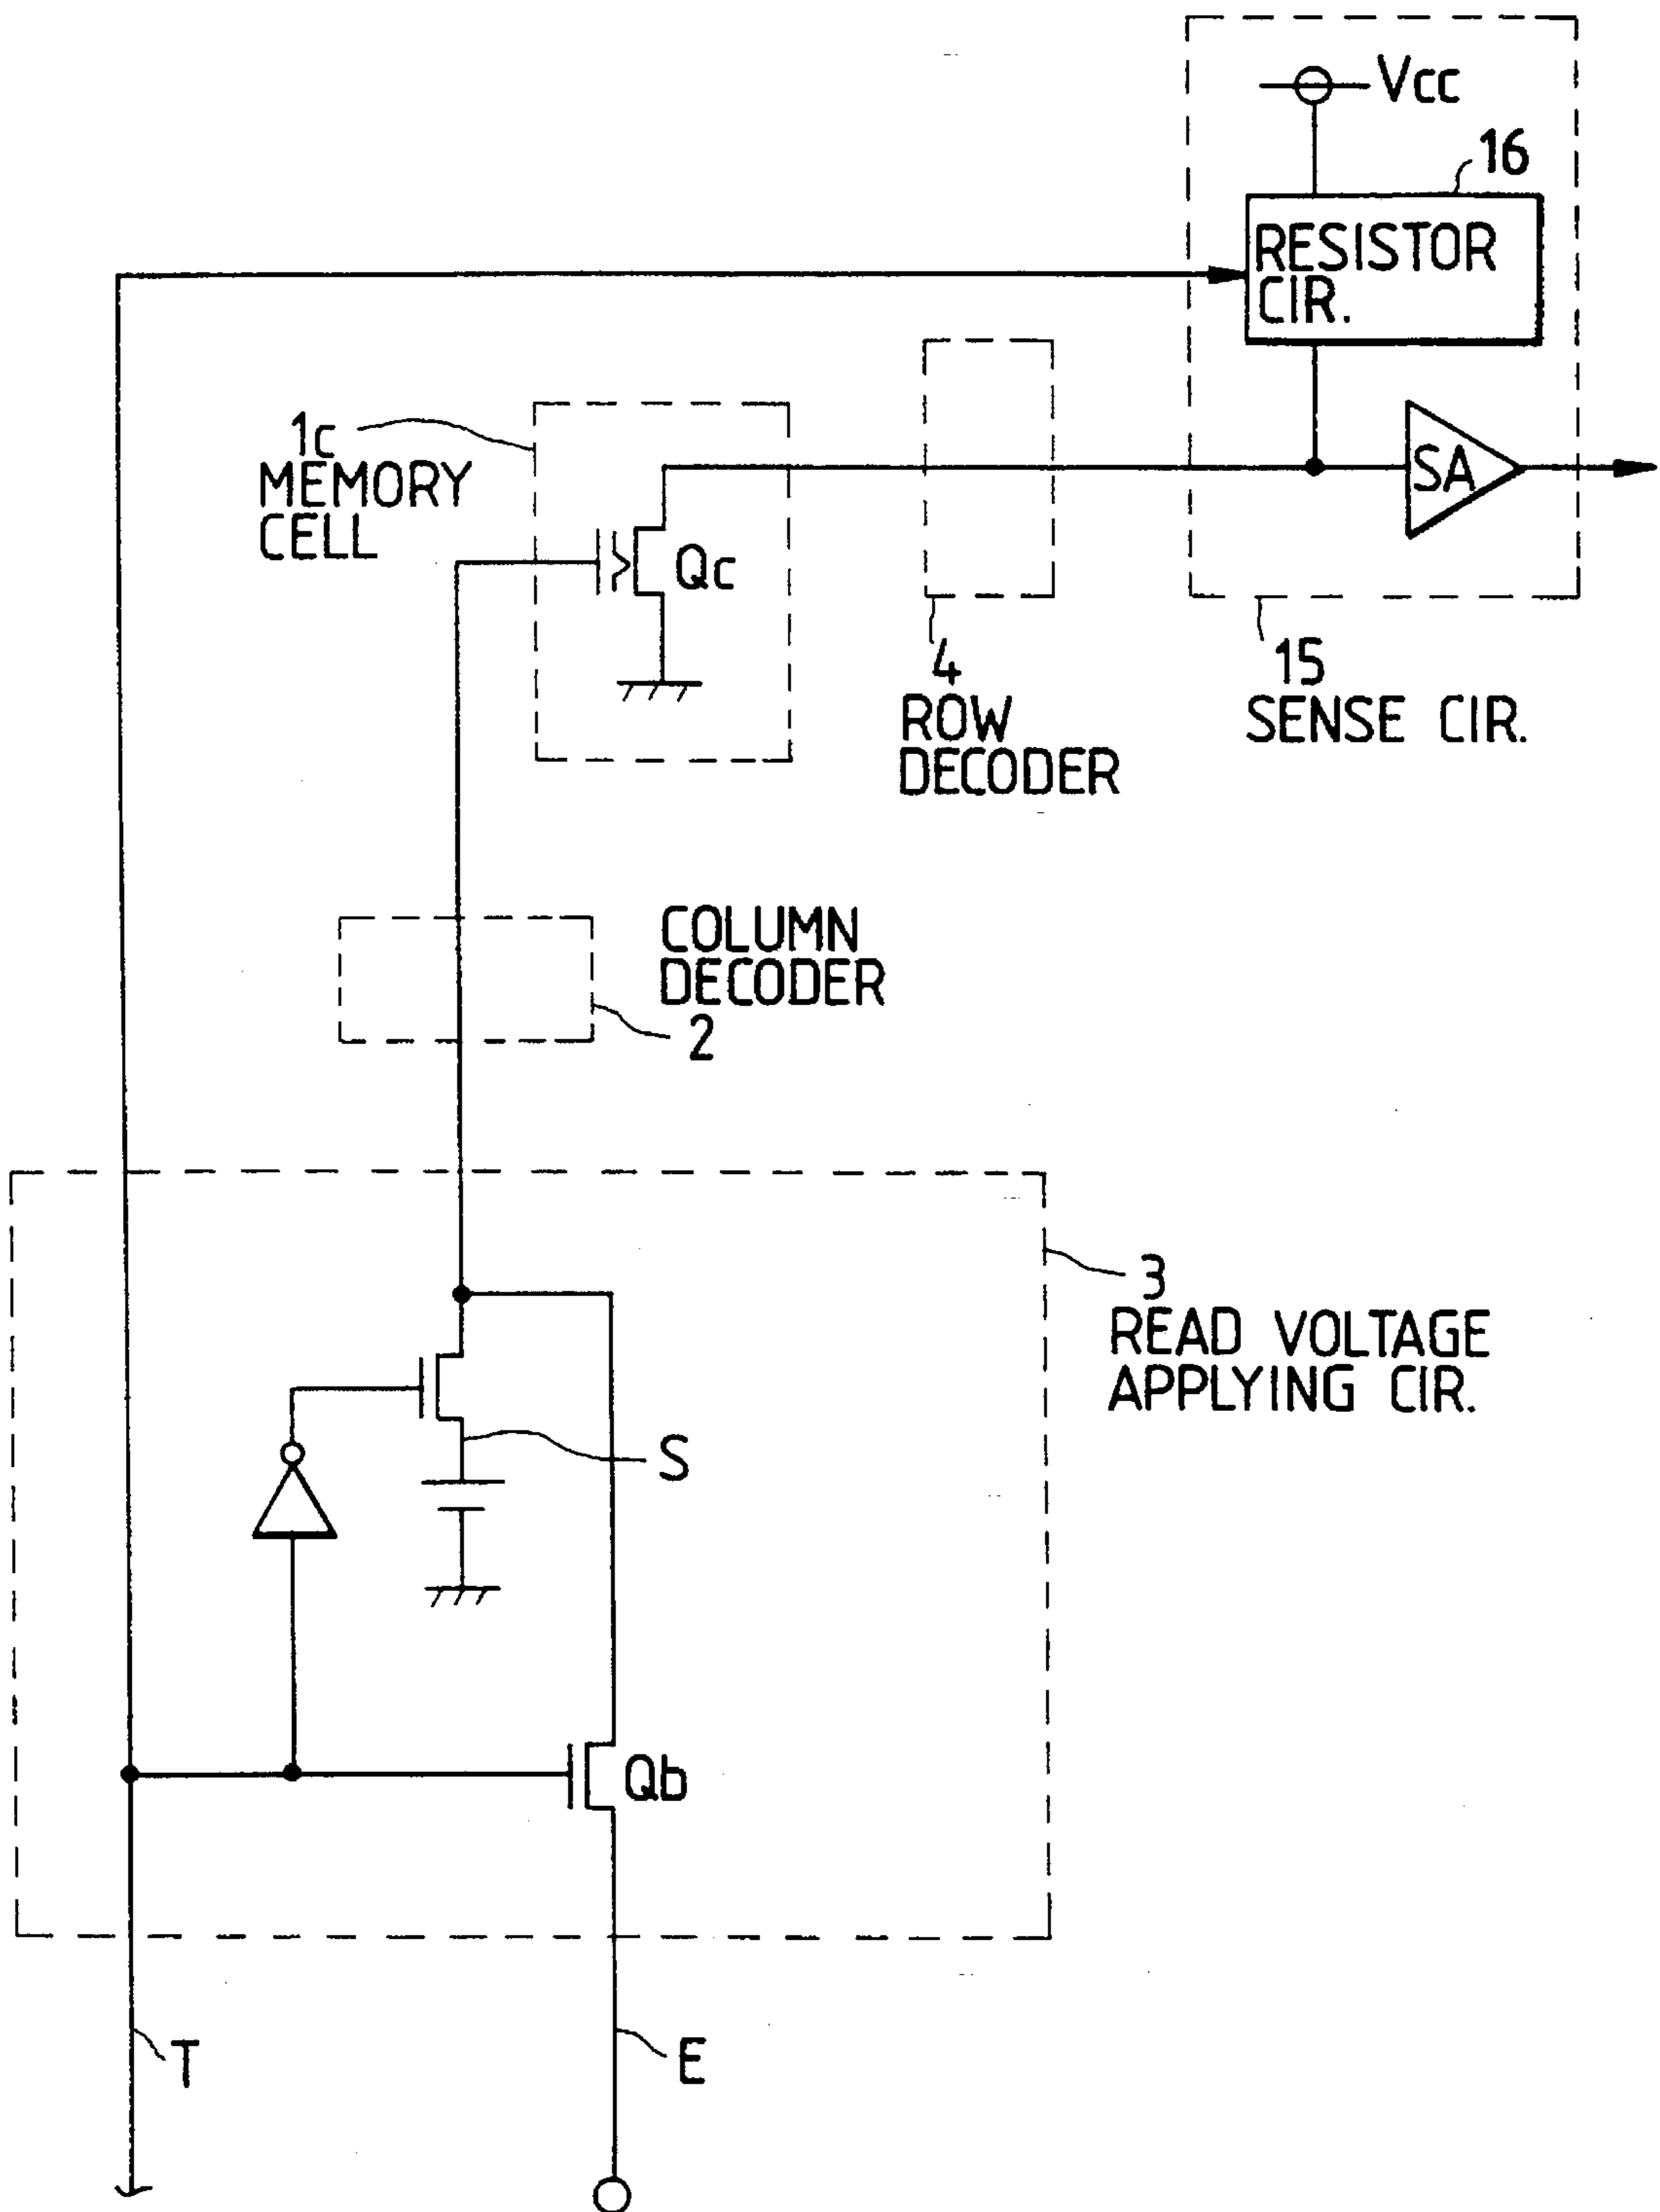 Vcc
16
RESISTOR
CIR.
1c
MEMORY
CELL
Qc
SA
4
ROW
DECODER
15
SENSE CIR.
COLUMN
DECODER
2
3
READ VOLTAGE
APPLYING CIR.
S
Qb
T
E